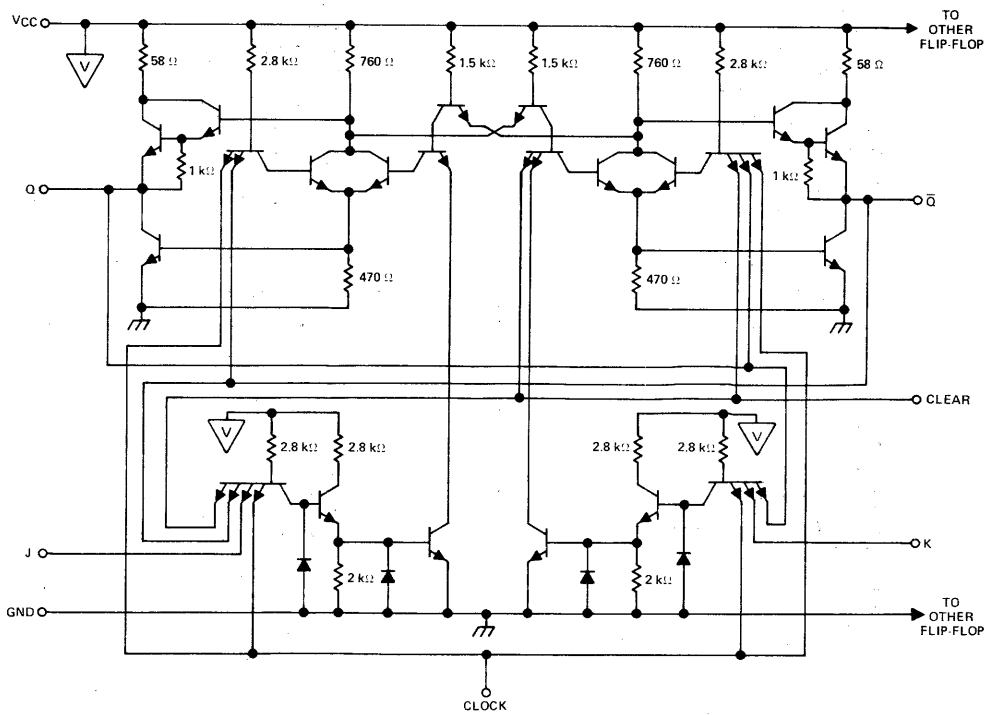 VCC
TO
OTHER
FLIP-FLOP
V
58 Ω
2.8 kΩ
760 Ω
1.5 kΩ
1.5 kΩ
760 Ω
2.8 kΩ
58 Ω
1 kΩ
1 kΩ
Q
Q̅
470 Ω
470 Ω
CLEAR
V
V
2.8 kΩ
2.8 kΩ
2.8 kΩ
2.8 kΩ
J
K
2 kΩ
2 kΩ
GND
TO
OTHER
FLIP-FLOP
CLOCK